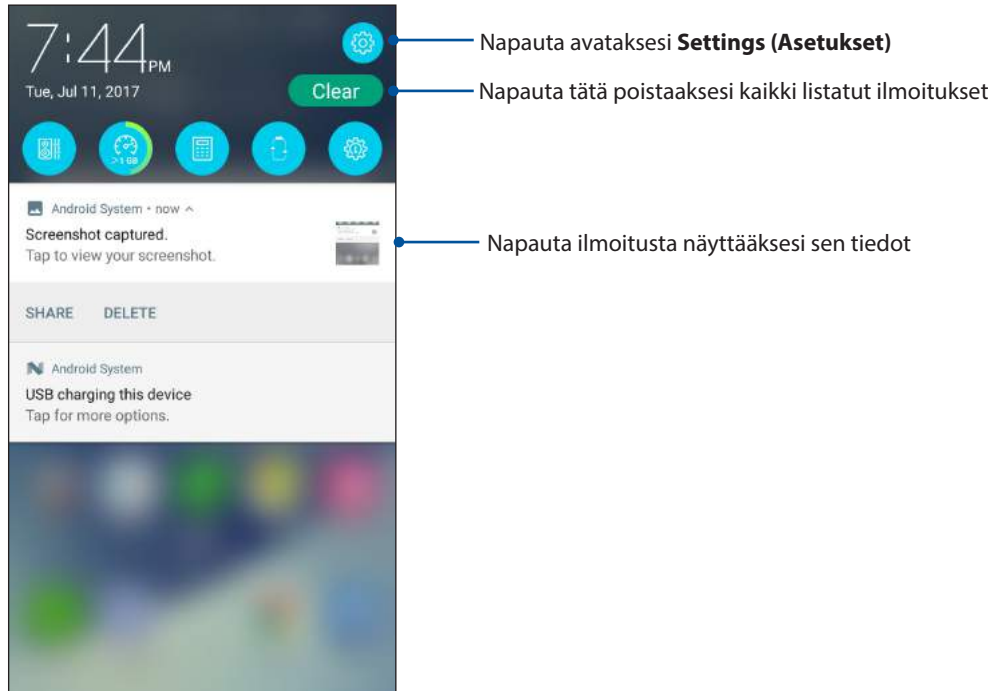 7:44PM
Napauta avataksesi Settings (Asetukset)
Tue, Jul 11, 2017
Clear
Napauta tätä poistaaksesi kaikki listatut ilmoitukset
>1 GB
Android System • now
Screenshot captured.
Tap to view your screenshot.
Napauta ilmoitusta näyttääksesi sen tiedot
SHARE DELETE
Android System
USB charging this device
Tap for more options.